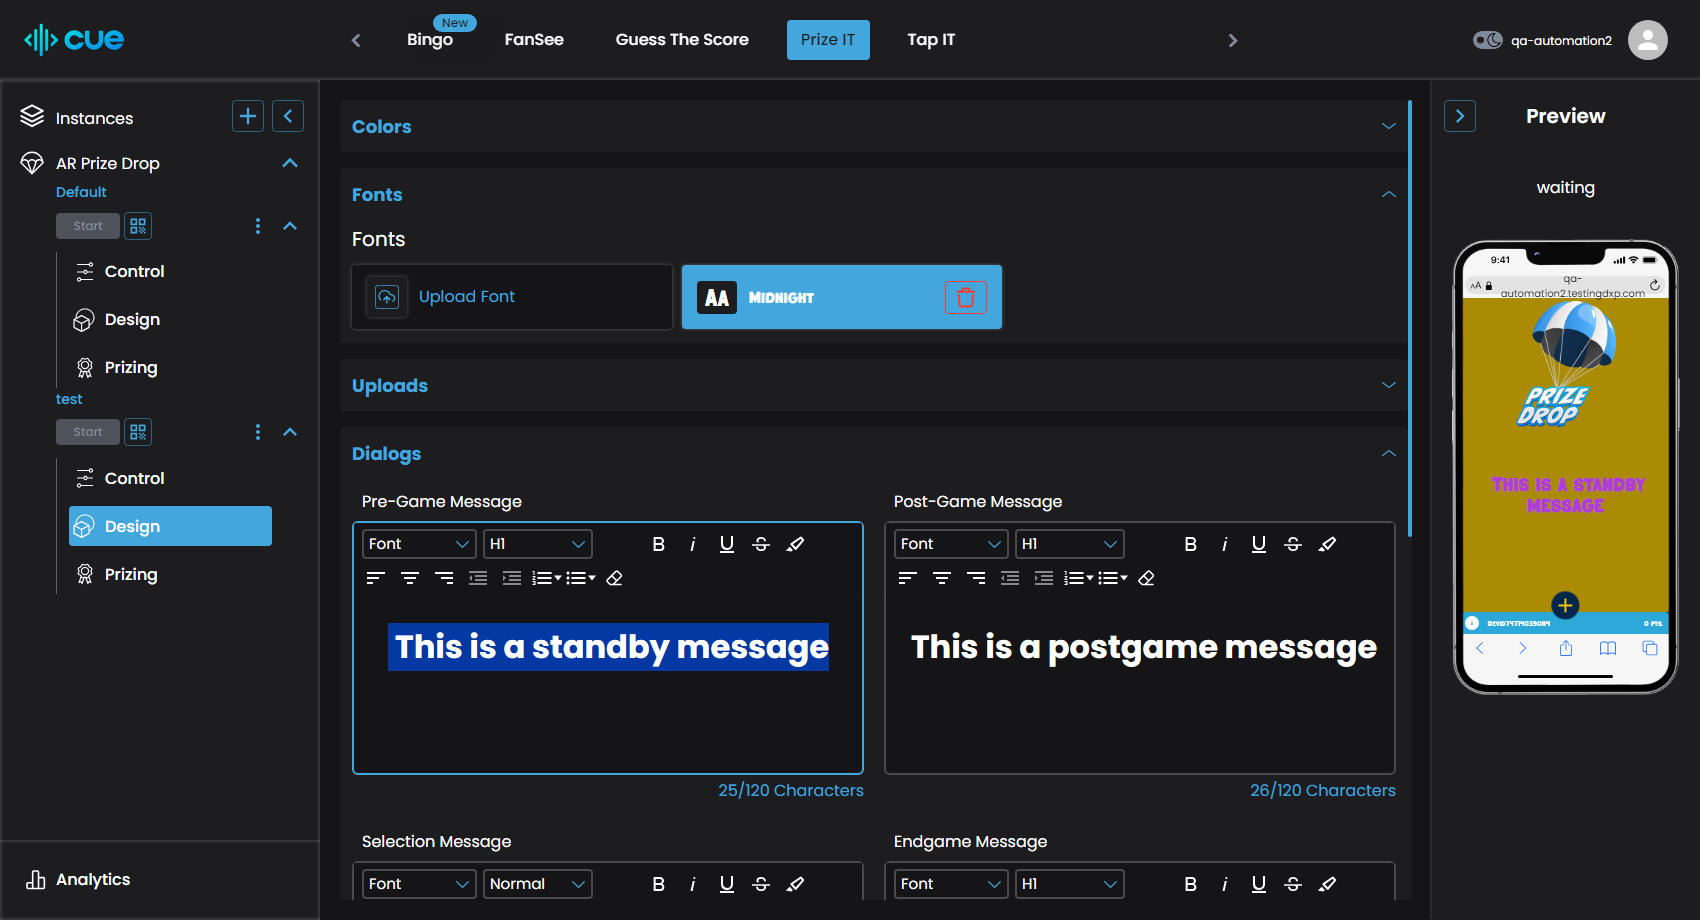 cue
New
Bingo
FanSee
Guess The Score
Prize IT
Tap IT
qa-automation2
Instances
AR Prize Drop
Default
Start
Control
Design
Prizing
test
Start
Control
Design
Prizing
Analytics
Colors
Fonts
Fonts
Upload Font
AA
Midnight
Uploads
Dialogs
Pre-Game Message
Font
H1
B
i
U
S
This is a standby message
25/120 Characters
Post-Game Message
Font
H1
B
i
U
S
This is a postgame message
26/120 Characters
Selection Message
Font
Normal
B
i
U
S
Endgame Message
Font
H1
B
i
U
S
Preview
waiting
9:41
AA
qa-
automation2.testingdxp.com
PRIZE
DROP
This is a standby
message
0 PTS.